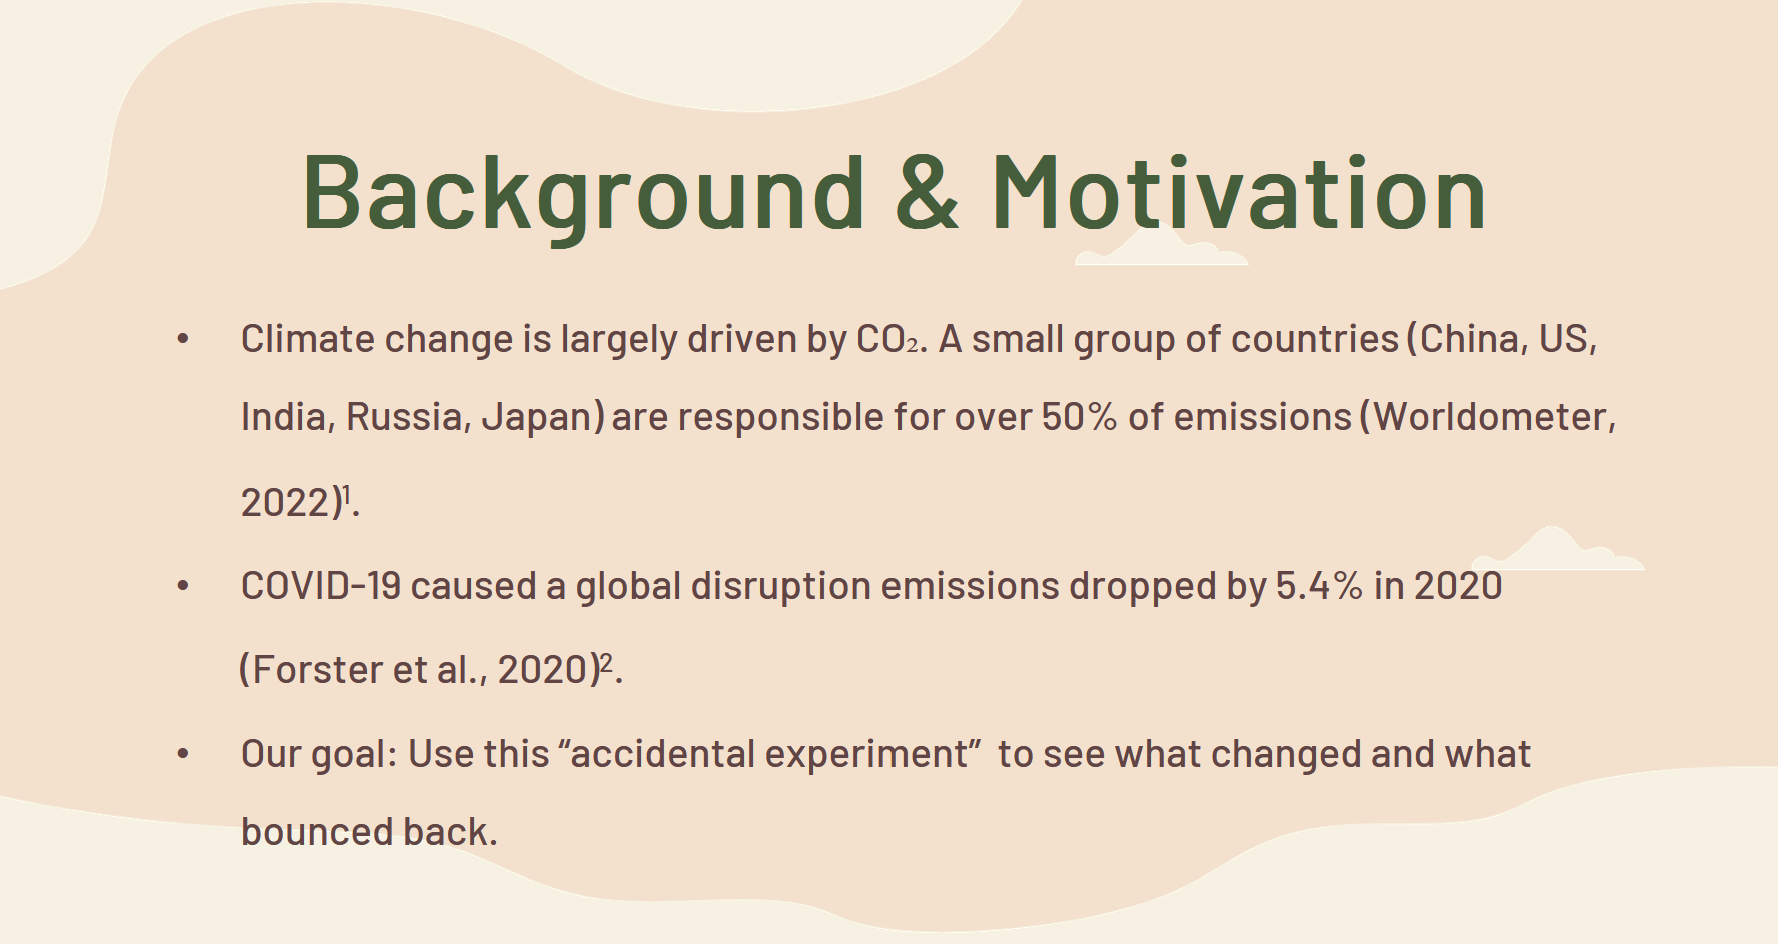 Background & Motivation
• Climate change is largely driven by CO₂. A small group of countries (China, US,
India, Russia, Japan) are responsible for over 50% of emissions (Worldometer,
2022)¹.
• COVID-19 caused a global disruption emissions dropped by 5.4% in 2020
(Forster et al., 2020)².
• Our goal: Use this “accidental experiment”  to see what changed and what
bounced back.